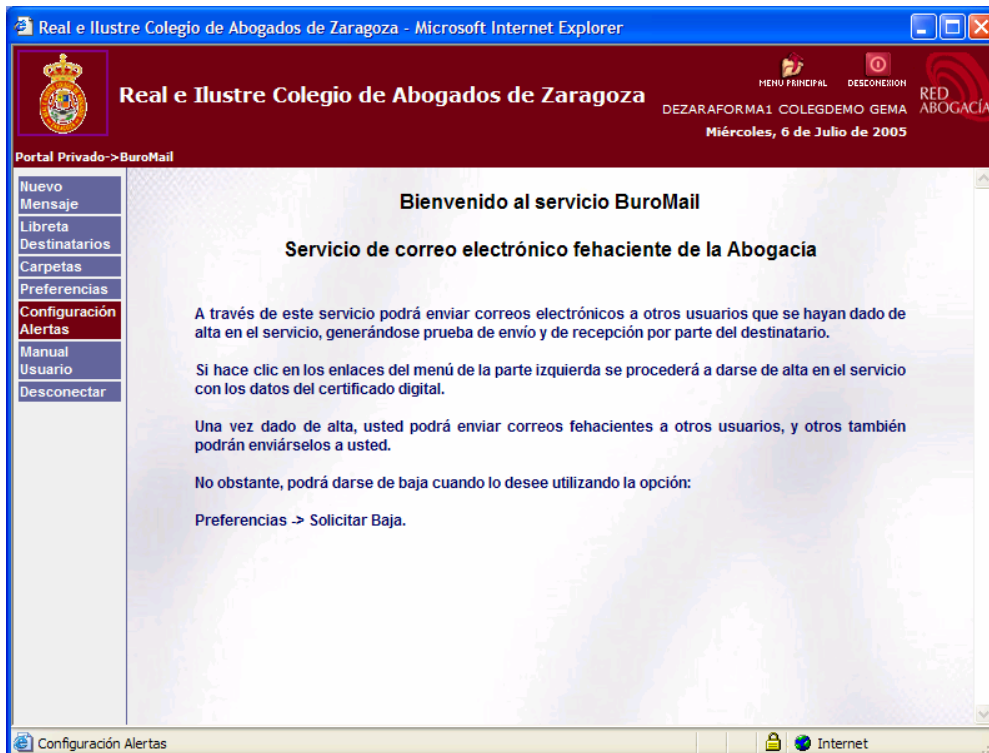 Real e Ilustre Colegio de Abogados de Zaragoza - Microsoft Internet Explorer
MENU PRINCIPAL
DESCONEXION
Real e Ilustre Colegio de Abogados de Zaragoza
RED
ABOGACÍA
DEZARAFORMA1 COLEGDEMO GEMA
Miércoles, 6 de Julio de 2005
Portal Privado->BuroMail
Nuevo
Mensaje
Libreta
Destinatarios
Carpetas
Preferencias
Configuración
Alertas
Manual
Usuario
Desconectar
Bienvenido al servicio BuroMail
Servicio de correo electrónico fehaciente de la Abogacía
A través de este servicio podrá enviar correos electrónicos a otros usuarios que se hayan dado de
alta en el servicio, generándose prueba de envío y de recepción por parte del destinatario.
Si hace clic en los enlaces del menú de la parte izquierda se procederá a darse de alta en el servicio
con los datos del certificado digital.
Una vez dado de alta, usted podrá enviar correos fehacientes a otros usuarios, y otros también
podrán enviárselos a usted.
No obstante, podrá darse de baja cuando lo desee utilizando la opción:
Preferencias -> Solicitar Baja.
Configuración Alertas
Internet